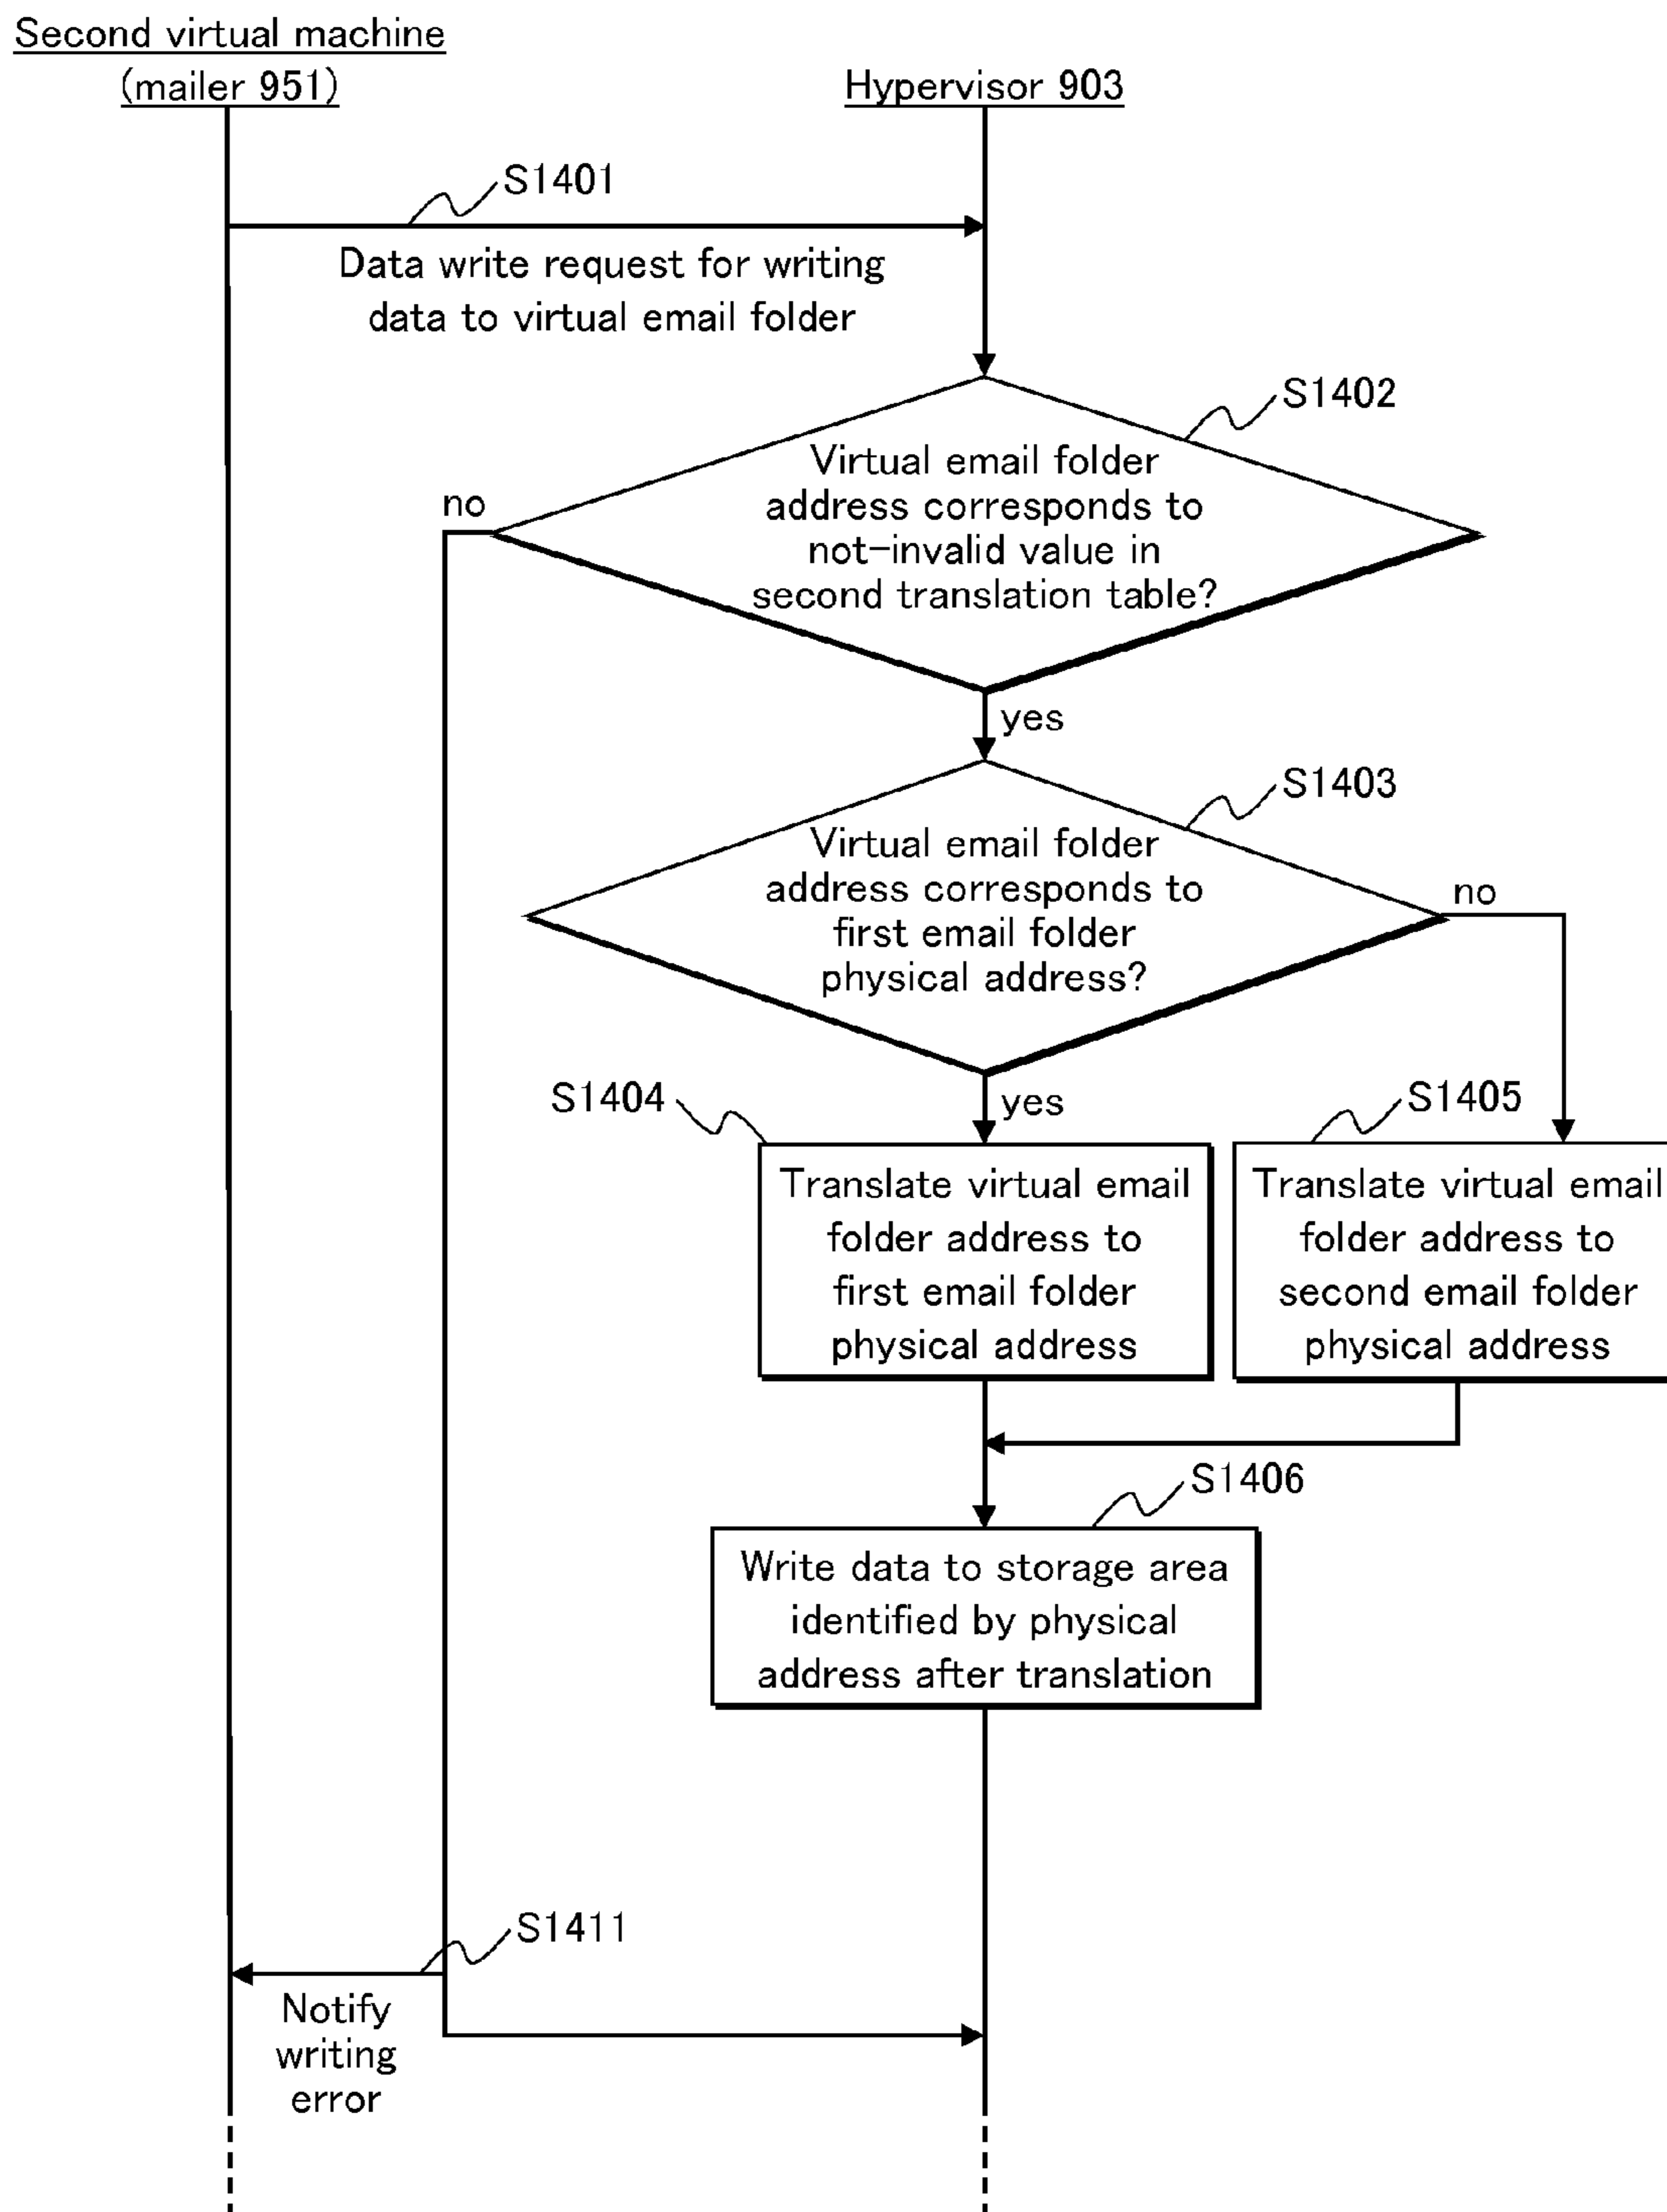 Second virtual machine
(mailer 951)
Hypervisor 903
S1401
Data write request for writing
data to virtual email folder
S1402
Virtual email folder
address corresponds to
not-invalid value in
second translation table?
no
yes
S1403
Virtual email folder
address corresponds to
first email folder
physical address?
no
yes
S1404
Translate virtual email
folder address to
first email folder
physical address
S1405
Translate virtual email
folder address to
second email folder
physical address
S1406
Write data to storage area
identified by physical
address after translation
S1411
Notify
writing
error